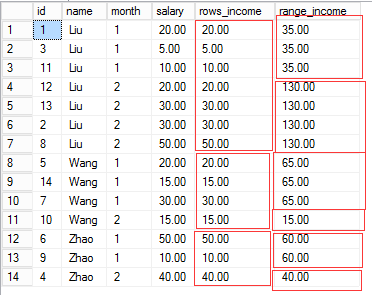 id name month salary rows_income range_income
1 1 Liu 1 20.00 20.00 35.00
2 3 Liu 1 5.00 5.00 35.00
3 11 Liu 1 10.00 10.00 35.00
4 12 Liu 2 20.00 20.00 130.00
5 13 Liu 2 30.00 30.00 130.00
6 2 Liu 2 30.00 30.00 130.00
7 8 Liu 2 50.00 50.00 130.00
8 5 Wang 1 20.00 20.00 65.00
9 14 Wang 1 15.00 15.00 65.00
10 7 Wang 1 30.00 30.00 65.00
11 10 Wang 2 15.00 15.00 15.00
12 6 Zhao 1 50.00 50.00 60.00
13 9 Zhao 1 10.00 10.00 60.00
14 4 Zhao 2 40.00 40.00 40.00